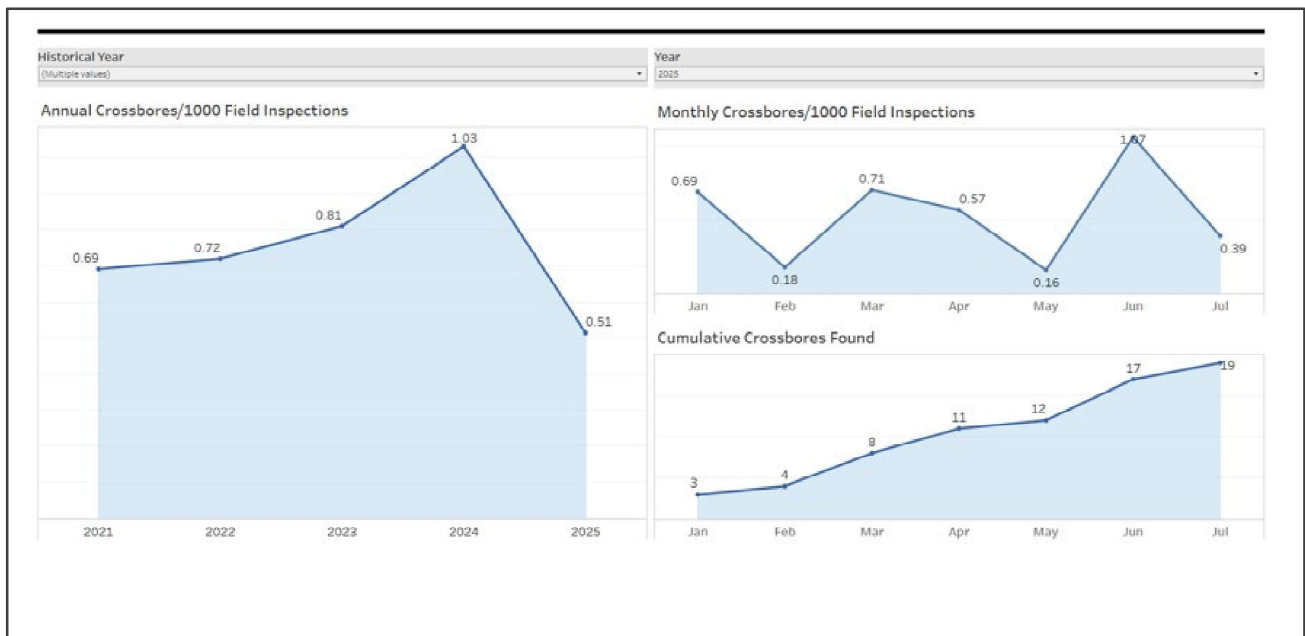 Historical Year
(Multiple values)
Year
2025
Annual Crossbores/1000 Field Inspections
0.69
0.72
0.81
1.03
0.51
2021 2022 2023 2024 2025
Monthly Crossbores/1000 Field Inspections
0.69
0.18
0.71
0.57
0.16
1.07
0.39
Jan Feb Mar Apr May Jun Jul
Cumulative Crossbores Found
3
4
8
11
12
17
19
Jan Feb Mar Apr May Jun Jul